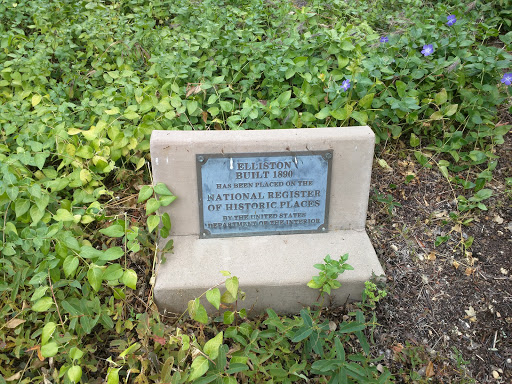 ELLISTON
BUILT 1890
HAS BEEN PLACED ON THE
NATIONAL REGISTER
OF HISTORIC PLACES
BY THE UNITED STATES
DEPARTMENT OF THE INTERIOR